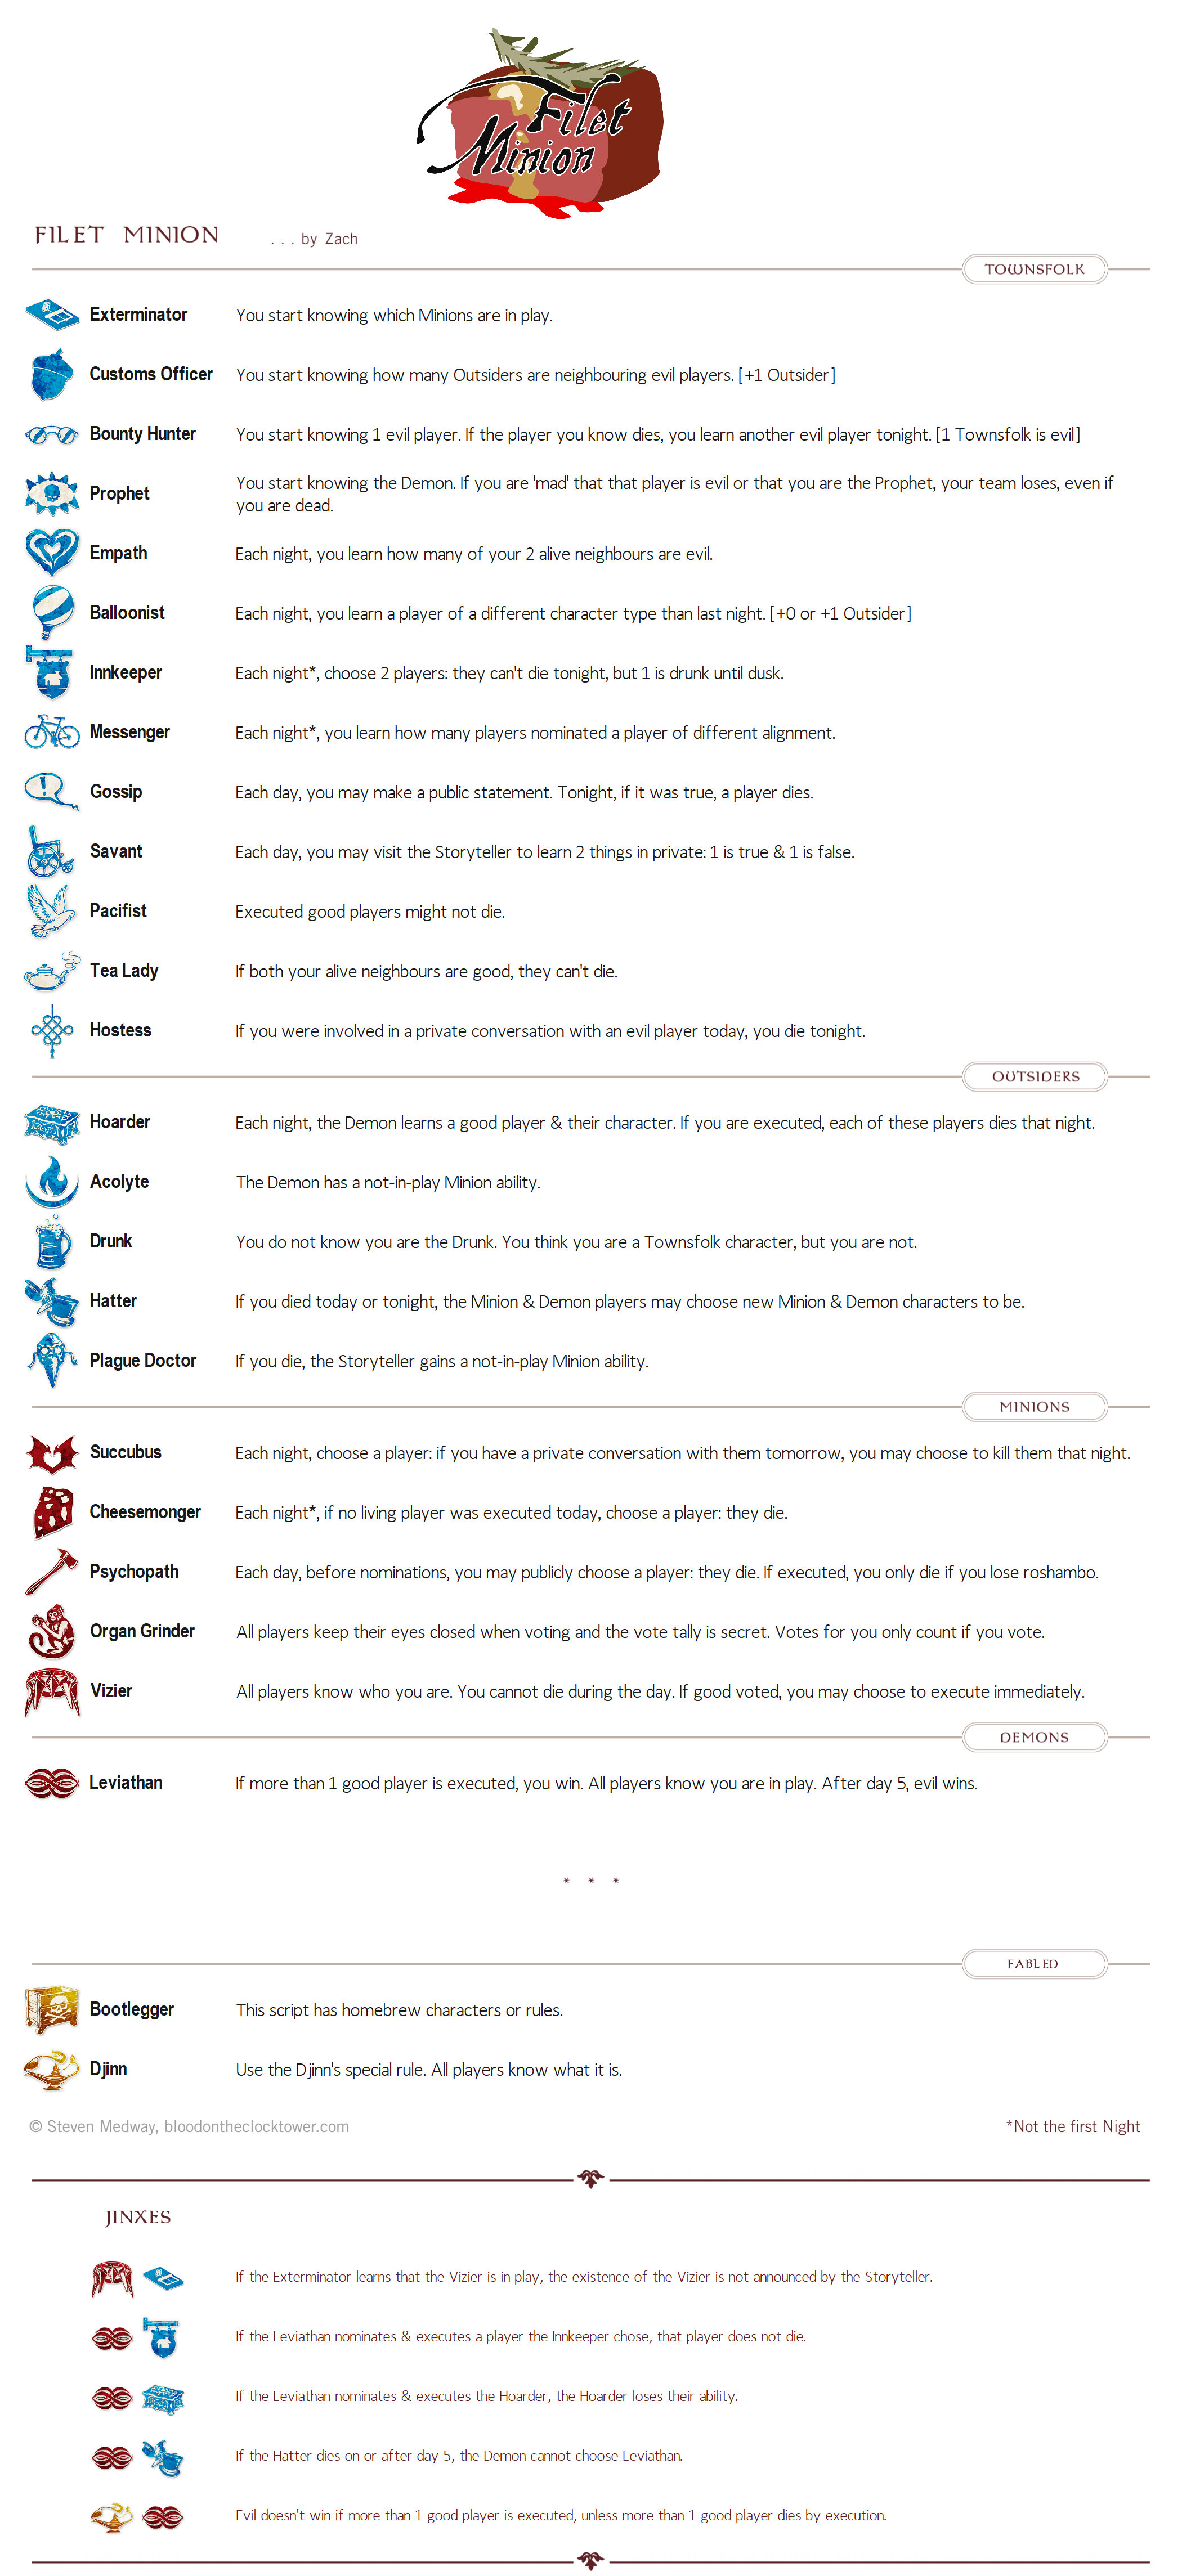 Filet
Minion
FILET MINION . . . by Zach
TOWNSFOLK
Exterminator You start knowing which Minions are in play.
Customs Officer You start knowing how many Outsiders are neighbouring evil players. [+1 Outsider]
Bounty Hunter You start knowing 1 evil player. If the player you know dies, you learn another evil player tonight. [1 Townsfolk is evil]
Prophet You start knowing the Demon. If you are 'mad' that that player is evil or that you are the Prophet, your team loses, even if
you are dead.
Empath Each night, you learn how many of your 2 alive neighbours are evil.
Balloonist Each night, you learn a player of a different character type than last night. [+0 or +1 Outsider]
Innkeeper Each night*, choose 2 players: they can't die tonight, but 1 is drunk until dusk.
Messenger Each night*, you learn how many players nominated a player of different alignment.
Gossip Each day, you may make a public statement. Tonight, if it was true, a player dies.
Savant Each day, you may visit the Storyteller to learn 2 things in private: 1 is true & 1 is false.
Pacifist Executed good players might not die.
Tea Lady If both your alive neighbours are good, they can't die.
Hostess If you were involved in a private conversation with an evil player today, you die tonight.
OUTSIDERS
Hoarder Each night, the Demon learns a good player & their character. If you are executed, each of these players dies that night.
Acolyte The Demon has a not-in-play Minion ability.
Drunk You do not know you are the Drunk. You think you are a Townsfolk character, but you are not.
Hatter If you died today or tonight, the Minion & Demon players may choose new Minion & Demon characters to be.
Plague Doctor If you die, the Storyteller gains a not-in-play Minion ability.
MINIONS
Succubus Each night, choose a player: if you have a private conversation with them tomorrow, you may choose to kill them that night.
Cheesemonger Each night*, if no living player was executed today, choose a player: they die.
Psychopath Each day, before nominations, you may publicly choose a player: they die. If executed, you only die if you lose roshambo.
Organ Grinder All players keep their eyes closed when voting and the vote tally is secret. Votes for you only count if you vote.
Vizier All players know who you are. You cannot die during the day. If good voted, you may choose to execute immediately.
DEMONS
Leviathan If more than 1 good player is executed, you win. All players know you are in play. After day 5, evil wins.
* * *
FABLED
Bootlegger This script has homebrew characters or rules.
Djinn Use the Djinn's special rule. All players know what it is.
© Steven Medway, bloodontheclocktower.com *Not the first Night
JINXES
If the Exterminator learns that the Vizier is in play, the existence of the Vizier is not announced by the Storyteller.
If the Leviathan nominates & executes a player the Innkeeper chose, that player does not die.
If the Leviathan nominates & executes the Hoarder, the Hoarder loses their ability.
If the Hatter dies on or after day 5, the Demon cannot choose Leviathan.
Evil doesn't win if more than 1 good player is executed, unless more than 1 good player dies by execution.